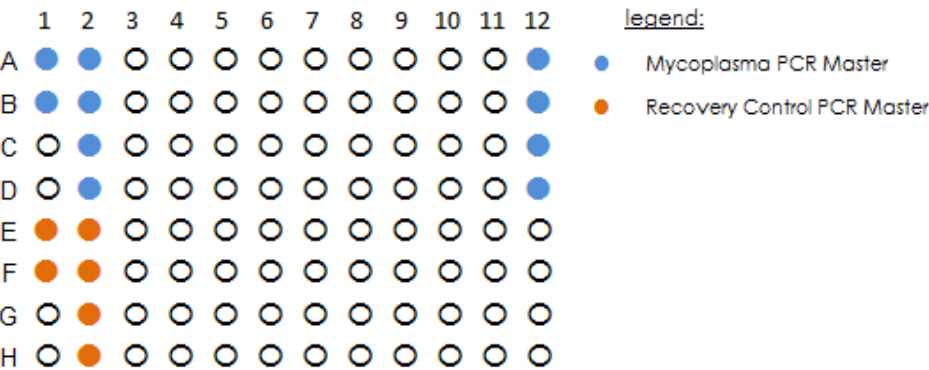 1 2 3 4 5 6 7 8 9 10 11 12
legend:
A
Mycoplasma PCR Master
B
Recovery Control PCR Master
C
D
E
F
G
H